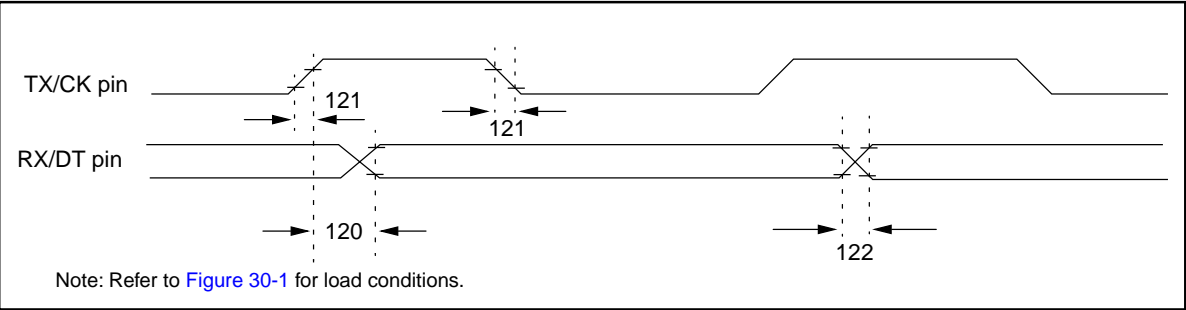 TX/CK pin
121
121
RX/DT pin
120
122
Note: Refer to Figure 30-1 for load conditions.